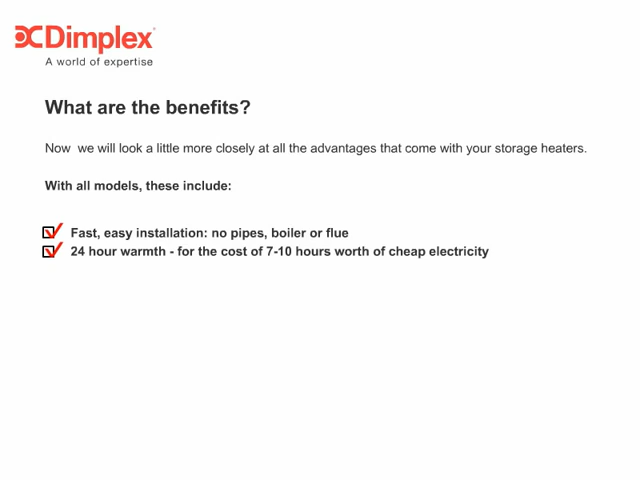 Dimplex
A world of expertise
What are the benefits?
Now  we will look a little more closely at all the advantages that come with your storage heaters.
With all models, these include:
Fast, easy installation: no pipes, boiler or flue
24 hour warmth - for the cost of 7-10 hours worth of cheap electricity